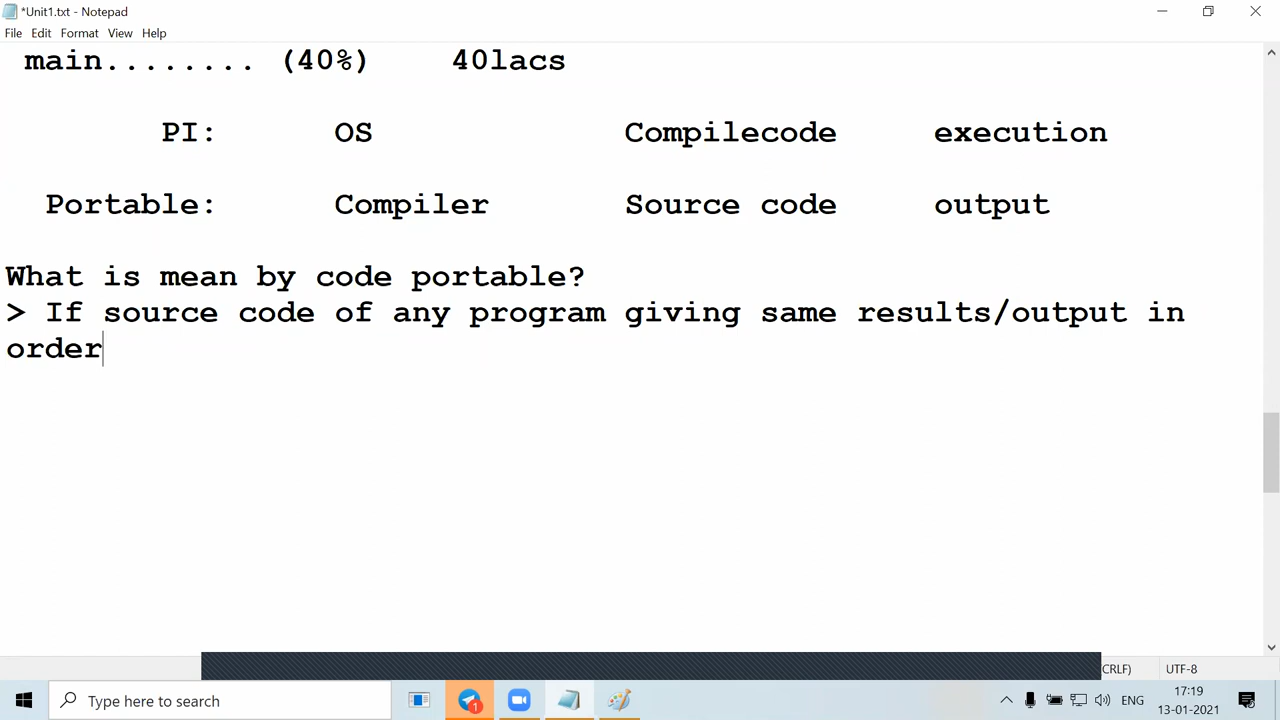 *Unit1.txt - Notepad
File Edit Format View Help
main........ (40%) 40lacs
PI: OS Compilecode execution
Portable: Compiler Source code output
What is mean by code portable?
> If source code of any program giving same results/output in
order
(CRLF) UTF-8
Type here to search
1
ENG
17:19
13-01-2021